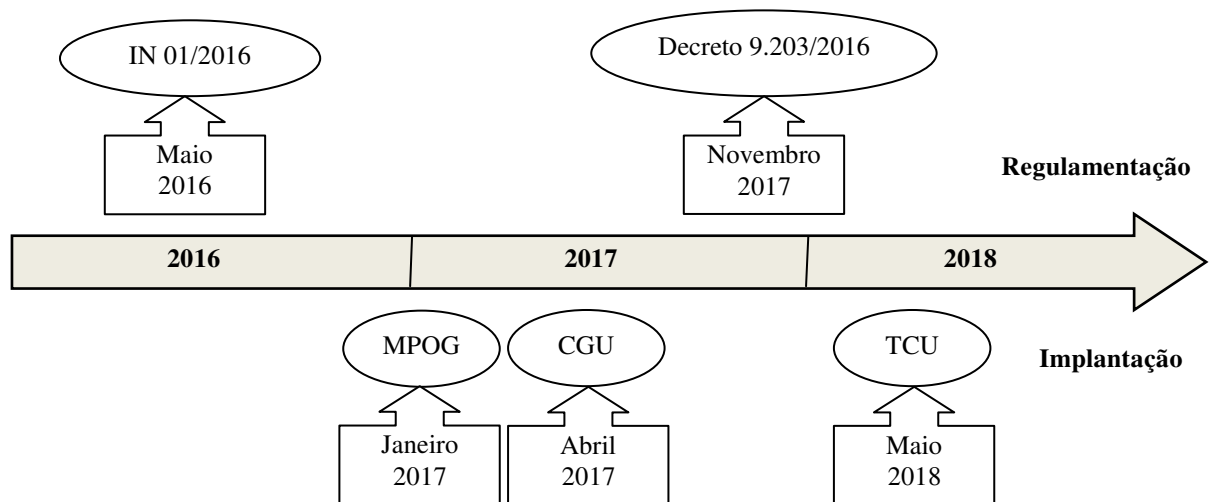 IN 01/2016
Decreto 9.203/2016
Maio
2016
Novembro
2017
Regulamentação
2016
2017
2018
MPOG
CGU
TCU
Implantação
Janeiro
2017
Abril
2017
Maio
2018